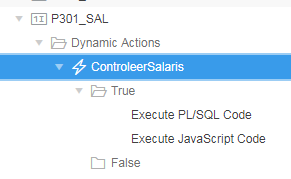 P301_SAL
Dynamic Actions
ControleerSalaris
True
Execute PL/SQL Code
Execute JavaScript Code
False